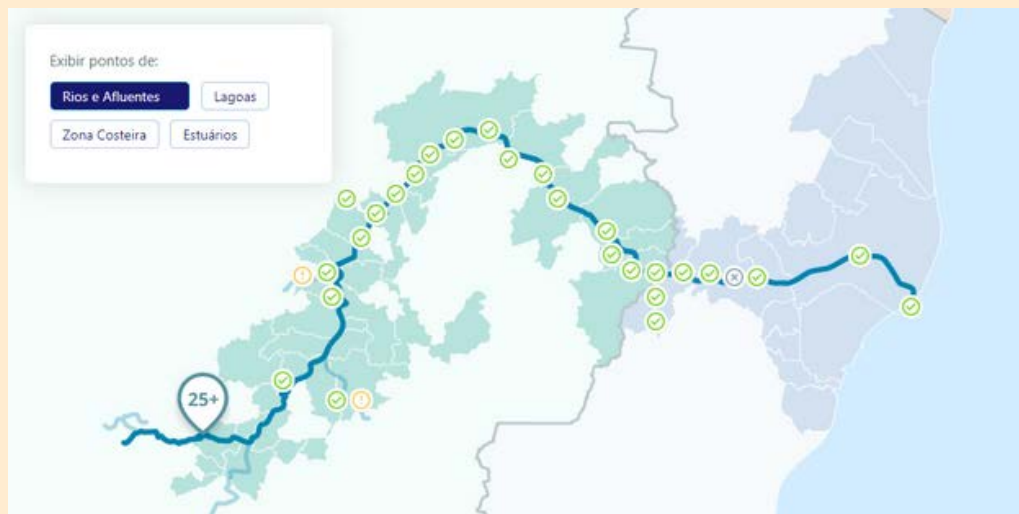 Exibir pontos de:
Rios e Afluentes
Lagoas
Zona Costeira
Estuários
25+